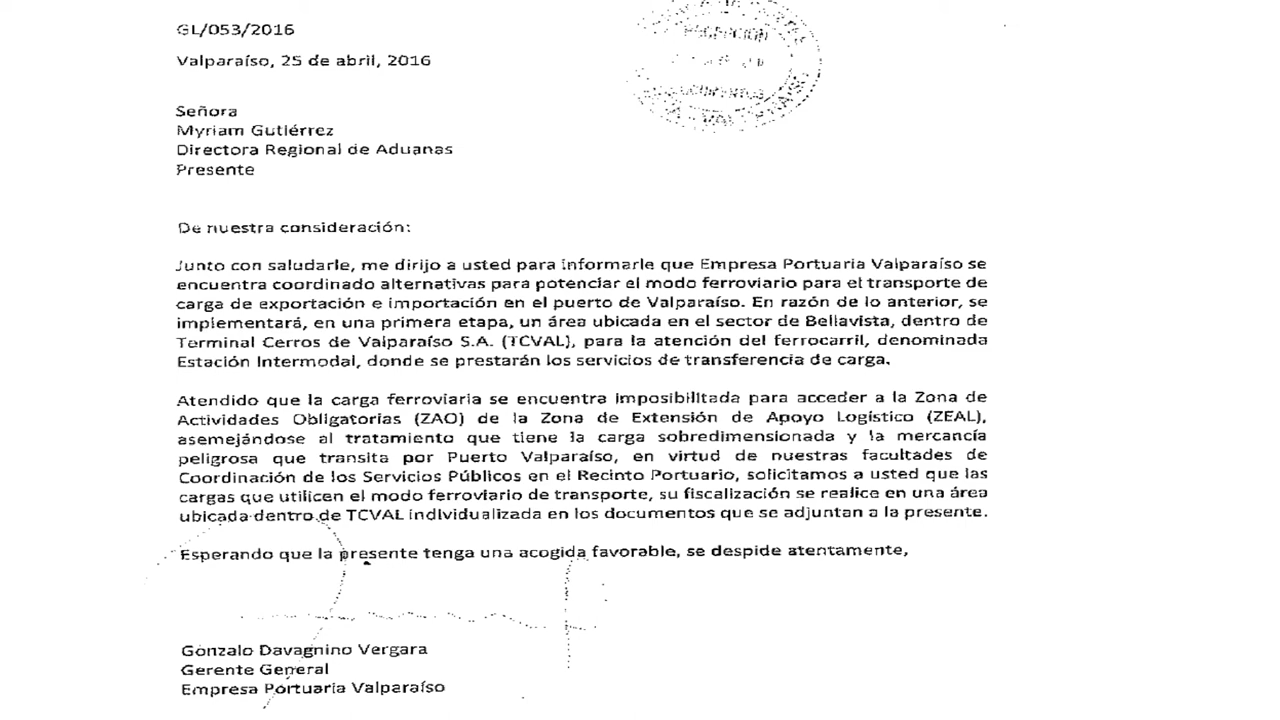 GL/053/2016
Valparaíso, 25 de abril, 2016
RECEPCION
DOCUMENTOS
Señora
Myriam Gutiérrez
Directora Regional de Aduanas
Presente
De nuestra consideración:
Junto con saludarle, me dirijo a usted para informarle que Empresa Portuaria Valparaíso se
encuentra coordinado alternativas para potenciar el modo ferroviario para el transporte de
carga de exportación e importación en el puerto de Valparaíso. En razón de lo anterior, se
implementará, en una primera etapa, un área ubicada en el sector de Bellavista, dentro de
Terminal Cerros de Valparaíso S.A. (TCVAL), para la atención del ferrocarril, denominada
Estación Intermodal, donde se prestarán los servicios de transferencia de carga.
Atendido que la carga ferroviaria se encuentra imposibilitada para acceder a la Zona de
Actividades Obligatorias (ZAO) de la Zona de Extensión de Apoyo Logístico (ZEAL),
asemejándose al tratamiento que tiene la carga sobredimensionada y la mercancía
peligrosa que transita por Puerto Valparaíso, en virtud de nuestras facultades de
Coordinación de los Servicios Públicos en el Recinto Portuario, solicitamos a usted que las
cargas que utilicen el modo ferroviario de transporte, su fiscalización se realice en una área
ubicada dentro de TCVAL individualizada en los documentos que se adjuntan a la presente.
Esperando que la presente tenga una acogida favorable, se despide atentamente,
Gonzalo Davagnino Vergara
Gerente General
Empresa Portuaria Valparaíso